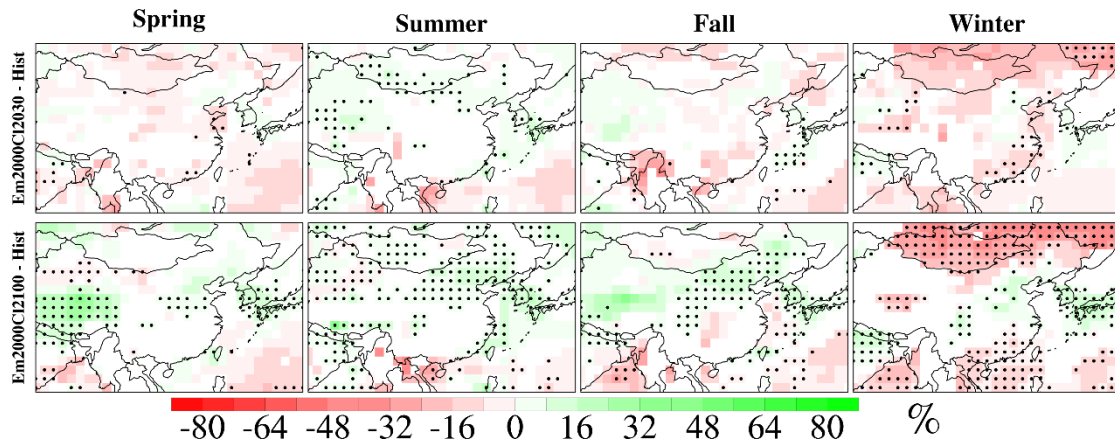 Spring Summer Fall Winter
Em2000Cl2030 - Hist
Em2000Cl2100 - Hist
-80 -64 -48 -32 -16 0 16 32 48 64 80 %